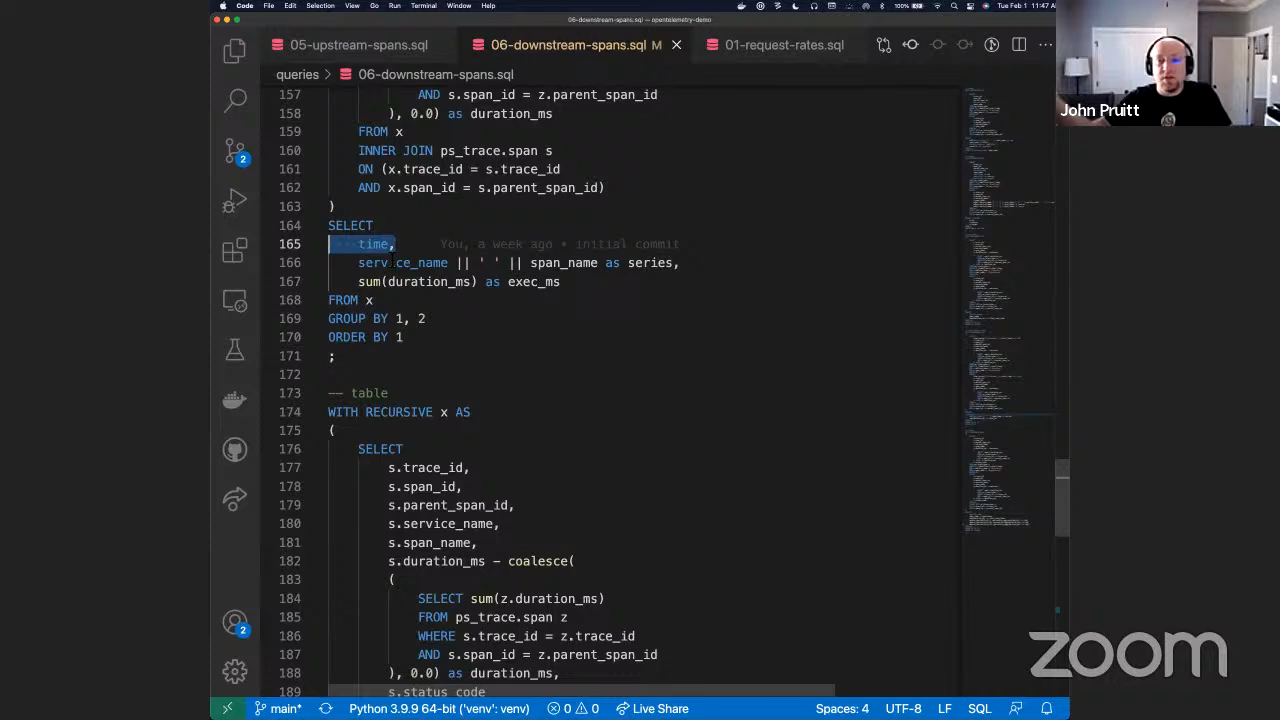 Code File Edit Selection View Go Run Terminal Window Help 100% Tue Feb 1 11:47 AM
06-downstream-spans.sql — opentelemetry-demo
05-upstream-spans.sql 06-downstream-spans.sql M 01-request-rates.sql
queries > 06-downstream-spans.sql
John Pruitt
157 AND s.span_id = z.parent_span_id
158 ), 0.0) as duration_ms
159 FROM x
160 INNER JOIN ps_trace.span s
161 ON (x.trace_id = s.trace_id
162 AND x.span_id = s.parent_span_id)
163 )
164 SELECT
165 time, You, a week ago • initial commit
166 service_name || ' ' || span_name as series,
167 sum(duration_ms) as exec_ms
168 FROM x
169 GROUP BY 1, 2
170 ORDER BY 1
171 ;
172
173 -- table
174 WITH RECURSIVE x AS
175 (
176 SELECT
177 s.trace_id,
178 s.span_id,
179 s.parent_span_id,
180 s.service_name,
181 s.span_name,
182 s.duration_ms - coalesce(
183 (
184 SELECT sum(z.duration_ms)
185 FROM ps_trace.span z
186 WHERE s.trace_id = z.trace_id
187 AND s.span_id = z.parent_span_id
188 ), 0.0) as duration_ms,
189 s.status_code
2
2
zoom
main* Python 3.9.9 64-bit ('venv': venv) 0 0 Live Share Spaces: 4 UTF-8 LF SQL